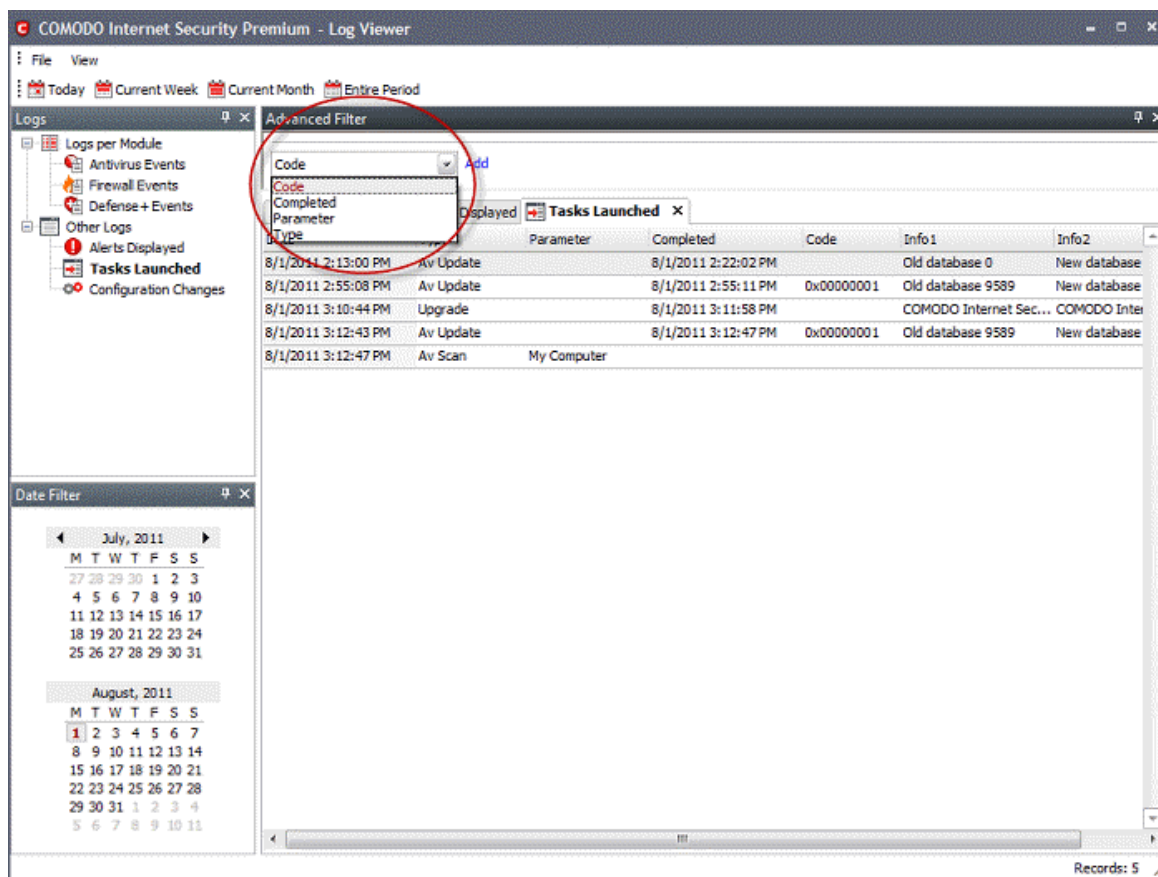 COMODO Internet Security Premium - Log Viewer
File View
Today Current Week Current Month Entire Period
Logs
Logs per Module
Antivirus Events
Firewall Events
Defense+ Events
Other Logs
Alerts Displayed
Tasks Launched
Configuration Changes
Advanced Filter
Code Add
Code
Completed
Parameter
Type
Displayed Tasks Launched
Parameter Completed Code Info1 Info2
8/1/2011 2:13:00 PM Av Update 8/1/2011 2:22:02 PM Old database 0 New database
8/1/2011 2:55:08 PM Av Update 8/1/2011 2:55:11 PM 0x00000001 Old database 9589 New database
8/1/2011 3:10:44 PM Upgrade 8/1/2011 3:11:58 PM COMODO Internet Sec... COMODO Inter
8/1/2011 3:12:43 PM Av Update 8/1/2011 3:12:47 PM 0x00000001 Old database 9589 New database
8/1/2011 3:12:47 PM Av Scan My Computer
Date Filter
July, 2011
M T W T F S S
27 28 29 30 1 2 3
4 5 6 7 8 9 10
11 12 13 14 15 16 17
18 19 20 21 22 23 24
25 26 27 28 29 30 31
August, 2011
M T W T F S S
1 2 3 4 5 6 7
8 9 10 11 12 13 14
15 16 17 18 19 20 21
22 23 24 25 26 27 28
29 30 31 1 2 3 4
5 6 7 8 9 10 11
Records: 5